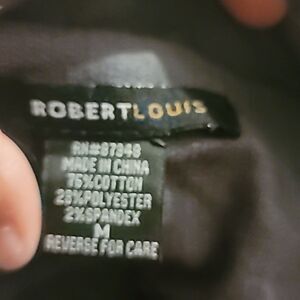 ROBERTLOUIS
RN#87948
MADE IN CHINA
75%COTTON
23%POLYESTER
2%SPANDEX
M
REVERSE FOR CARE